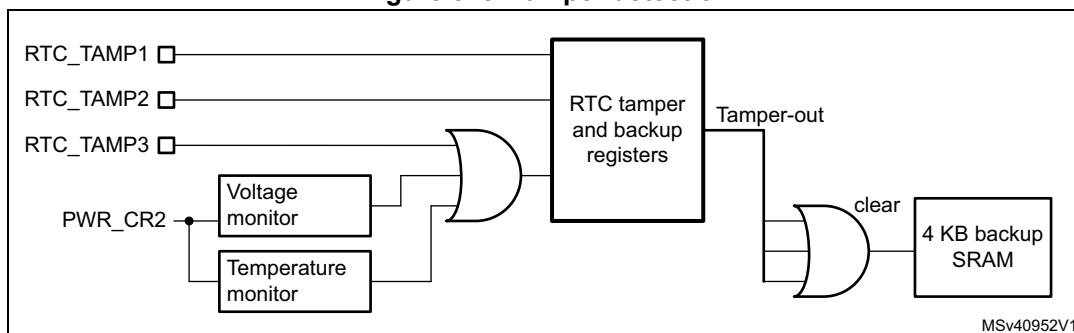 RTC_TAMP1
RTC_TAMP2
RTC_TAMP3
PWR_CR2
Voltage
monitor
Temperature
monitor
RTC tamper
and backup
registers
Tamper-out
clear
4 KB backup
SRAM
MSv40952V1